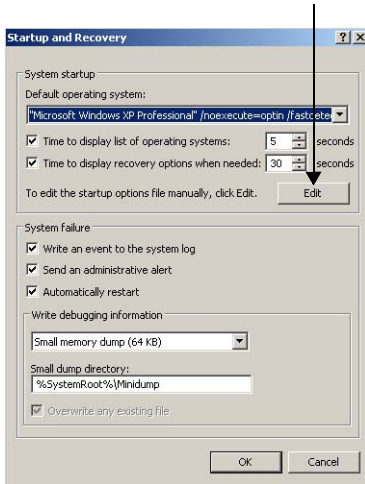 Startup and Recovery
System startup
Default operating system:
"Microsoft Windows XP Professional" /noexecute=optin /fastdete
Time to display list of operating systems: 5 seconds
Time to display recovery options when needed: 30 seconds
To edit the startup options file manually, click Edit. Edit
System failure
Write an event to the system log
Send an administrative alert
Automatically restart
Write debugging information
Small memory dump (64 KB)
Small dump directory:
%SystemRoot%\Minidump
Overwrite any existing file
OK Cancel